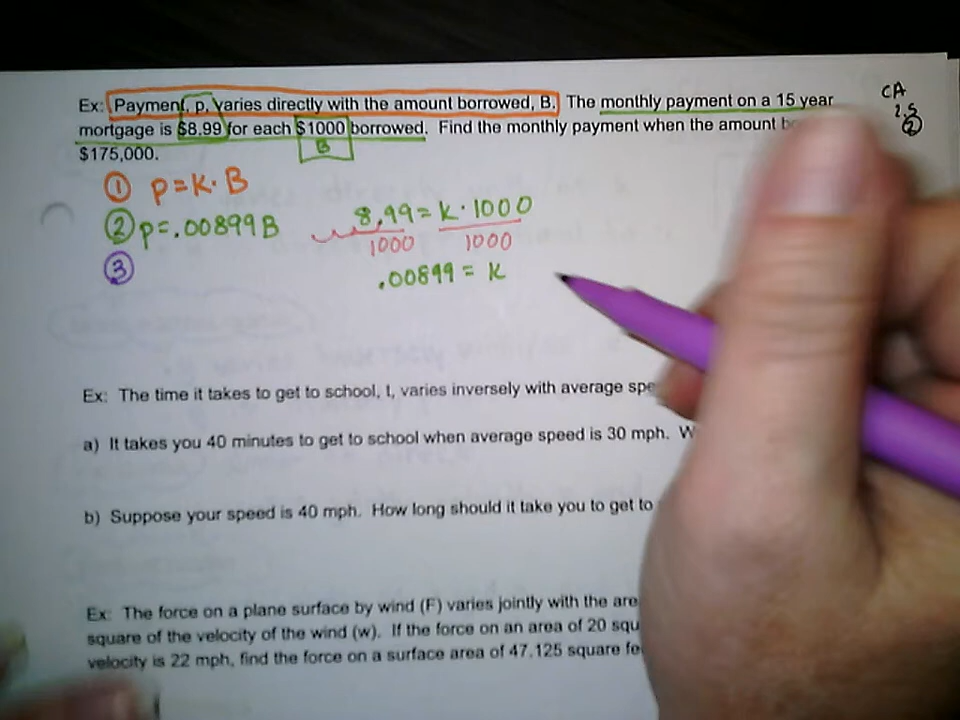 Ex: Payment, p, varies directly with the amount borrowed, B. The monthly payment on a 15 year
CA
mortgage is $8.99 for each $1000 borrowed. Find the monthly payment when the amount
2.5
2
B
$175,000.
1 p=k·B
2 p=.00899B 8.99=k·1000
1000 1000
3 .00899=k
Ex: The time it takes to get to school, t, varies inversely with average spe
a) It takes you 40 minutes to get to school when average speed is 30 mph. W
b) Suppose your speed is 40 mph. How long should it take you to get to
Ex: The force on a plane surface by wind (F) varies jointly with the are
square of the velocity of the wind (w). If the force on an area of 20 squ
velocity is 22 mph, find the force on a surface area of 47.125 square fe